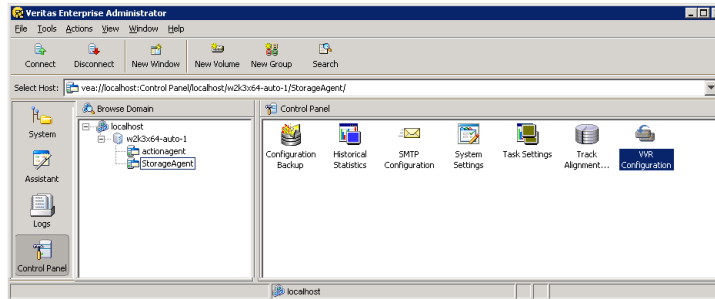 Veritas Enterprise Administrator
File Tools Actions View Window Help
Connect Disconnect New Window New Volume New Group Search
Select Host: vea://localhost:Control Panel/localhost/w2k3x64-auto-1/StorageAgent/
System
Assistant
Logs
Control Panel
Browse Domain
localhost
w2k3x64-auto-1
actionagent
StorageAgent
Control Panel
Configuration Backup
Historical Statistics
SMTP Configuration
System Settings
Task Settings
Track Alignment...
VVR Configuration
localhost